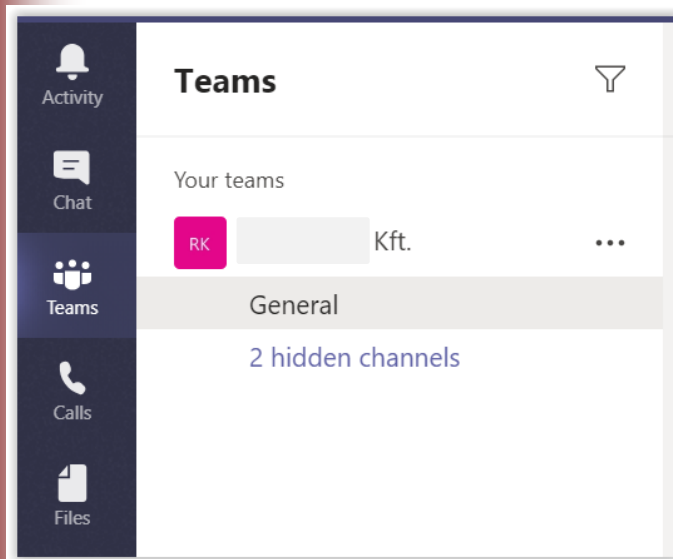 Activity
Chat
Teams
Calls
Files
Teams
Your teams
RK Kft.
General
2 hidden channels